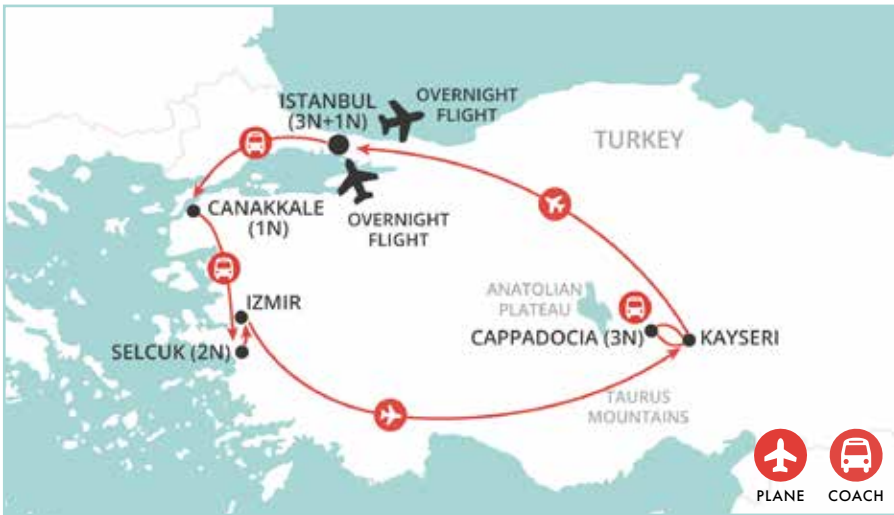 ISTANBUL
(3N+1N)
OVERNIGHT
FLIGHT
TURKEY
CANAKKALE
(1N)
OVERNIGHT
FLIGHT
IZMIR
ANATOLIAN
PLATEAU
SELCUK (2N)
CAPPADOCIA (3N)
KAYSERI
TAURUS
MOUNTAINS
PLANE
COACH